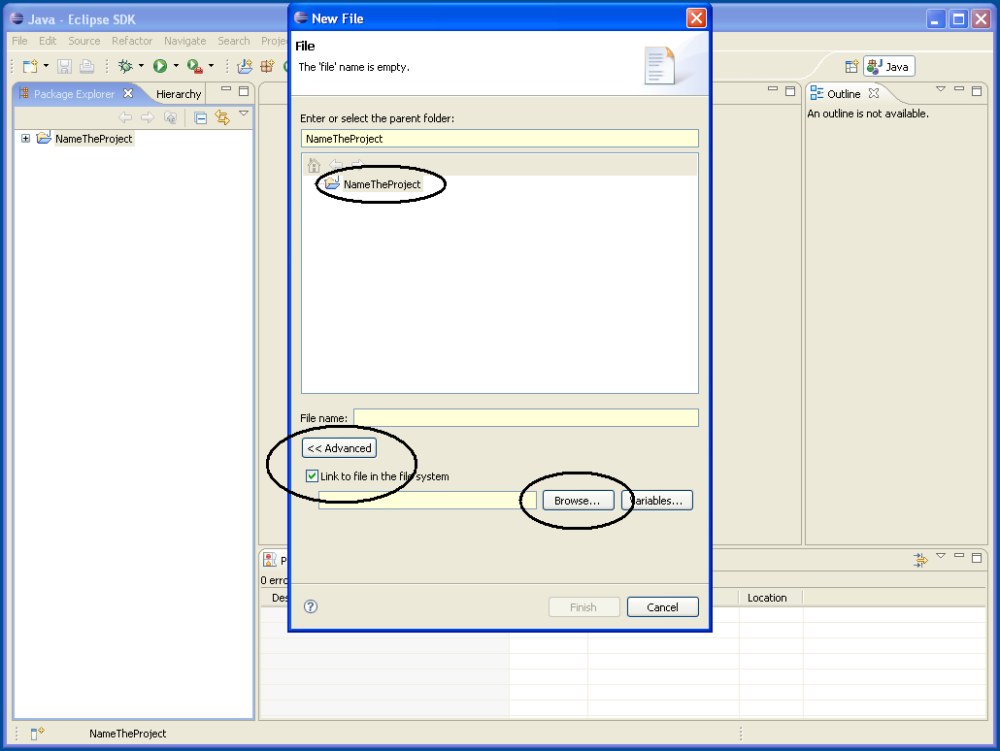 Java - Eclipse SDK
File Edit Source Refactor Navigate Search Proje
Java
Package Explorer
Hierarchy
NameTheProject
New File
File
The 'file' name is empty.
Enter or select the parent folder:
NameTheProject
NameTheProject
File name:
<< Advanced
Link to file in the file system
Browse...
Variables...
Finish
Cancel
Outline
An outline is not available.
P
0 erro
Des
Location
NameTheProject